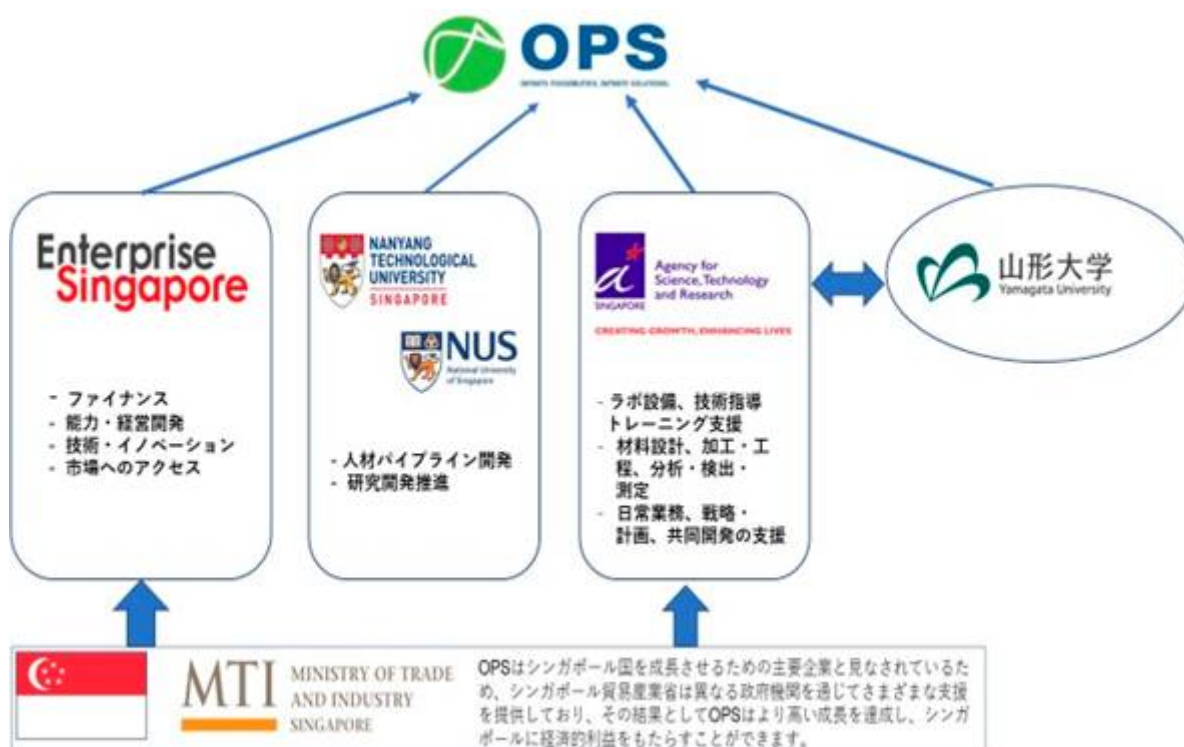 OPS
INFINITE POSSIBILITIES, INFINITE SOLUTIONS.
Enterprise
Singapore
- ファイナンス
- 能力・経営開発
- 技術・イノベーション
- 市場へのアクセス
NANYANG
TECHNOLOGICAL
UNIVERSITY
SINGAPORE
NUS
National University
of Singapore
- 人材パイプライン開発
- 研究開発推進
a
Agency for
Science, Technology
and Research
SINGAPORE
CREATING GROWTH, ENHANCING LIVES
- ラボ設備、技術指導
トレーニング支援
- 材料設計、加工・工
程、分析・検出・
測定
- 日常業務、戦略・
計画、共同開発の支援
山形大学
Yamagata University
MTI
MINISTRY OF TRADE
AND INDUSTRY
SINGAPORE
OPSはシンガポール国を成長させるための主要企業と見なされているた
め、シンガポール貿易産業省は異なる政府機関を通じてさまざまな支援
を提供しており、その結果としてOPSはより高い成長を達成し、シンガ
ポールに経済的利益をもたらすことができます。